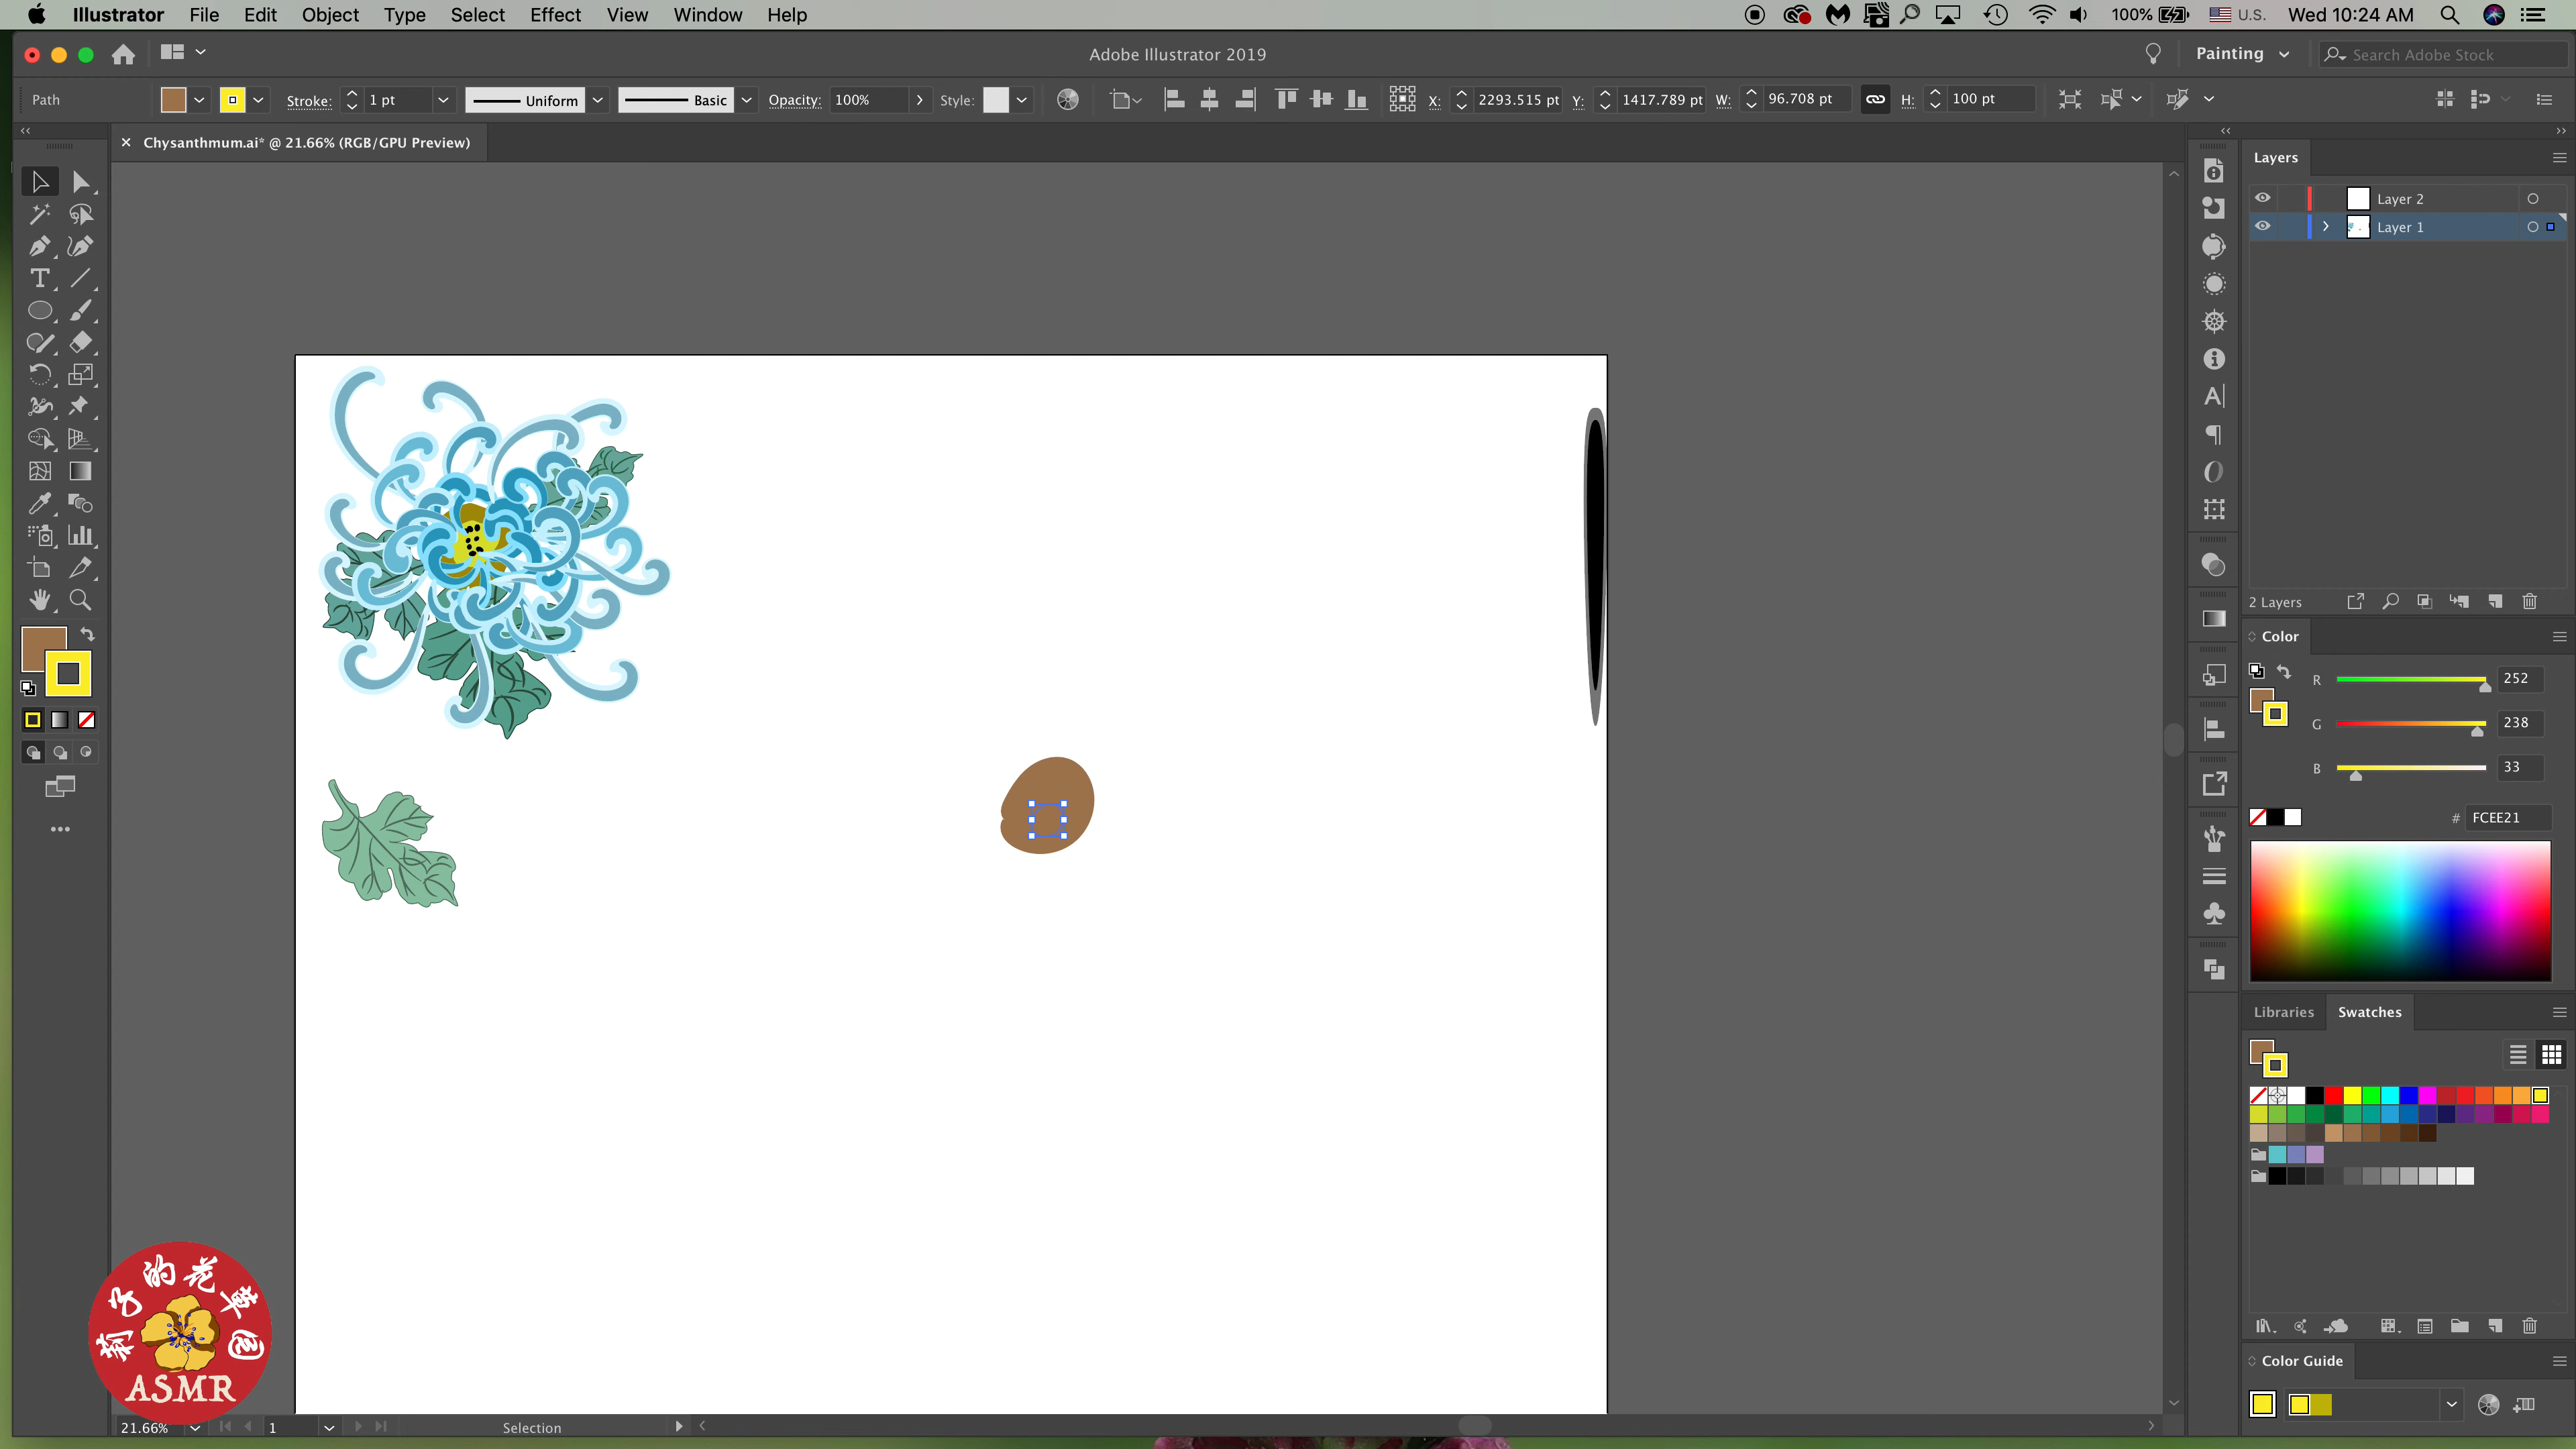 Illustrator File Edit Object Type Select Effect View Window Help 100% U.S. Wed 10:24 AM
Adobe Illustrator 2019 Painting Search Adobe Stock
Path Stroke: 1 pt Uniform Basic Opacity: 100% Style: X: 2293.515 pt Y: 1417.789 pt W: 96.708 pt H: 100 pt
Chysanthmum.ai* @ 21.66% (RGB/GPU Preview)
Layers
Layer 2
Layer 1
2 Layers
Color
R 252
G 238
B 33
# FCEE21
Libraries Swatches
Color Guide
的花草
ASMR
21.66% 1 Selection